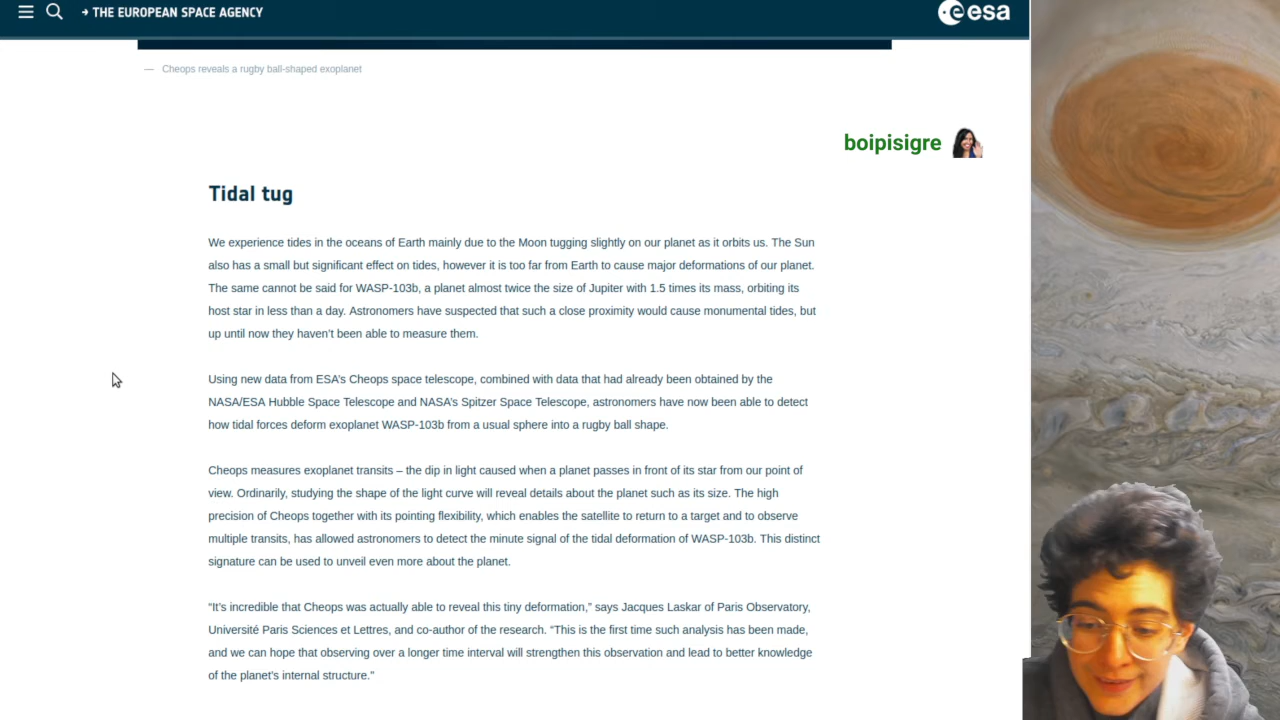 → THE EUROPEAN SPACE AGENCY
esa
— Cheops reveals a rugby ball-shaped exoplanet
boipisigre
Tidal tug
We experience tides in the oceans of Earth mainly due to the Moon tugging slightly on our planet as it orbits us. The Sun
also has a small but significant effect on tides, however it is too far from Earth to cause major deformations of our planet.
The same cannot be said for WASP-103b, a planet almost twice the size of Jupiter with 1.5 times its mass, orbiting its
host star in less than a day. Astronomers have suspected that such a close proximity would cause monumental tides, but
up until now they haven’t been able to measure them.
Using new data from ESA’s Cheops space telescope, combined with data that had already been obtained by the
NASA/ESA Hubble Space Telescope and NASA’s Spitzer Space Telescope, astronomers have now been able to detect
how tidal forces deform exoplanet WASP-103b from a usual sphere into a rugby ball shape.
Cheops measures exoplanet transits – the dip in light caused when a planet passes in front of its star from our point of
view. Ordinarily, studying the shape of the light curve will reveal details about the planet such as its size. The high
precision of Cheops together with its pointing flexibility, which enables the satellite to return to a target and to observe
multiple transits, has allowed astronomers to detect the minute signal of the tidal deformation of WASP-103b. This distinct
signature can be used to unveil even more about the planet.
“It’s incredible that Cheops was actually able to reveal this tiny deformation,” says Jacques Laskar of Paris Observatory,
Université Paris Sciences et Lettres, and co-author of the research. “This is the first time such analysis has been made,
and we can hope that observing over a longer time interval will strengthen this observation and lead to better knowledge
of the planet’s internal structure.”